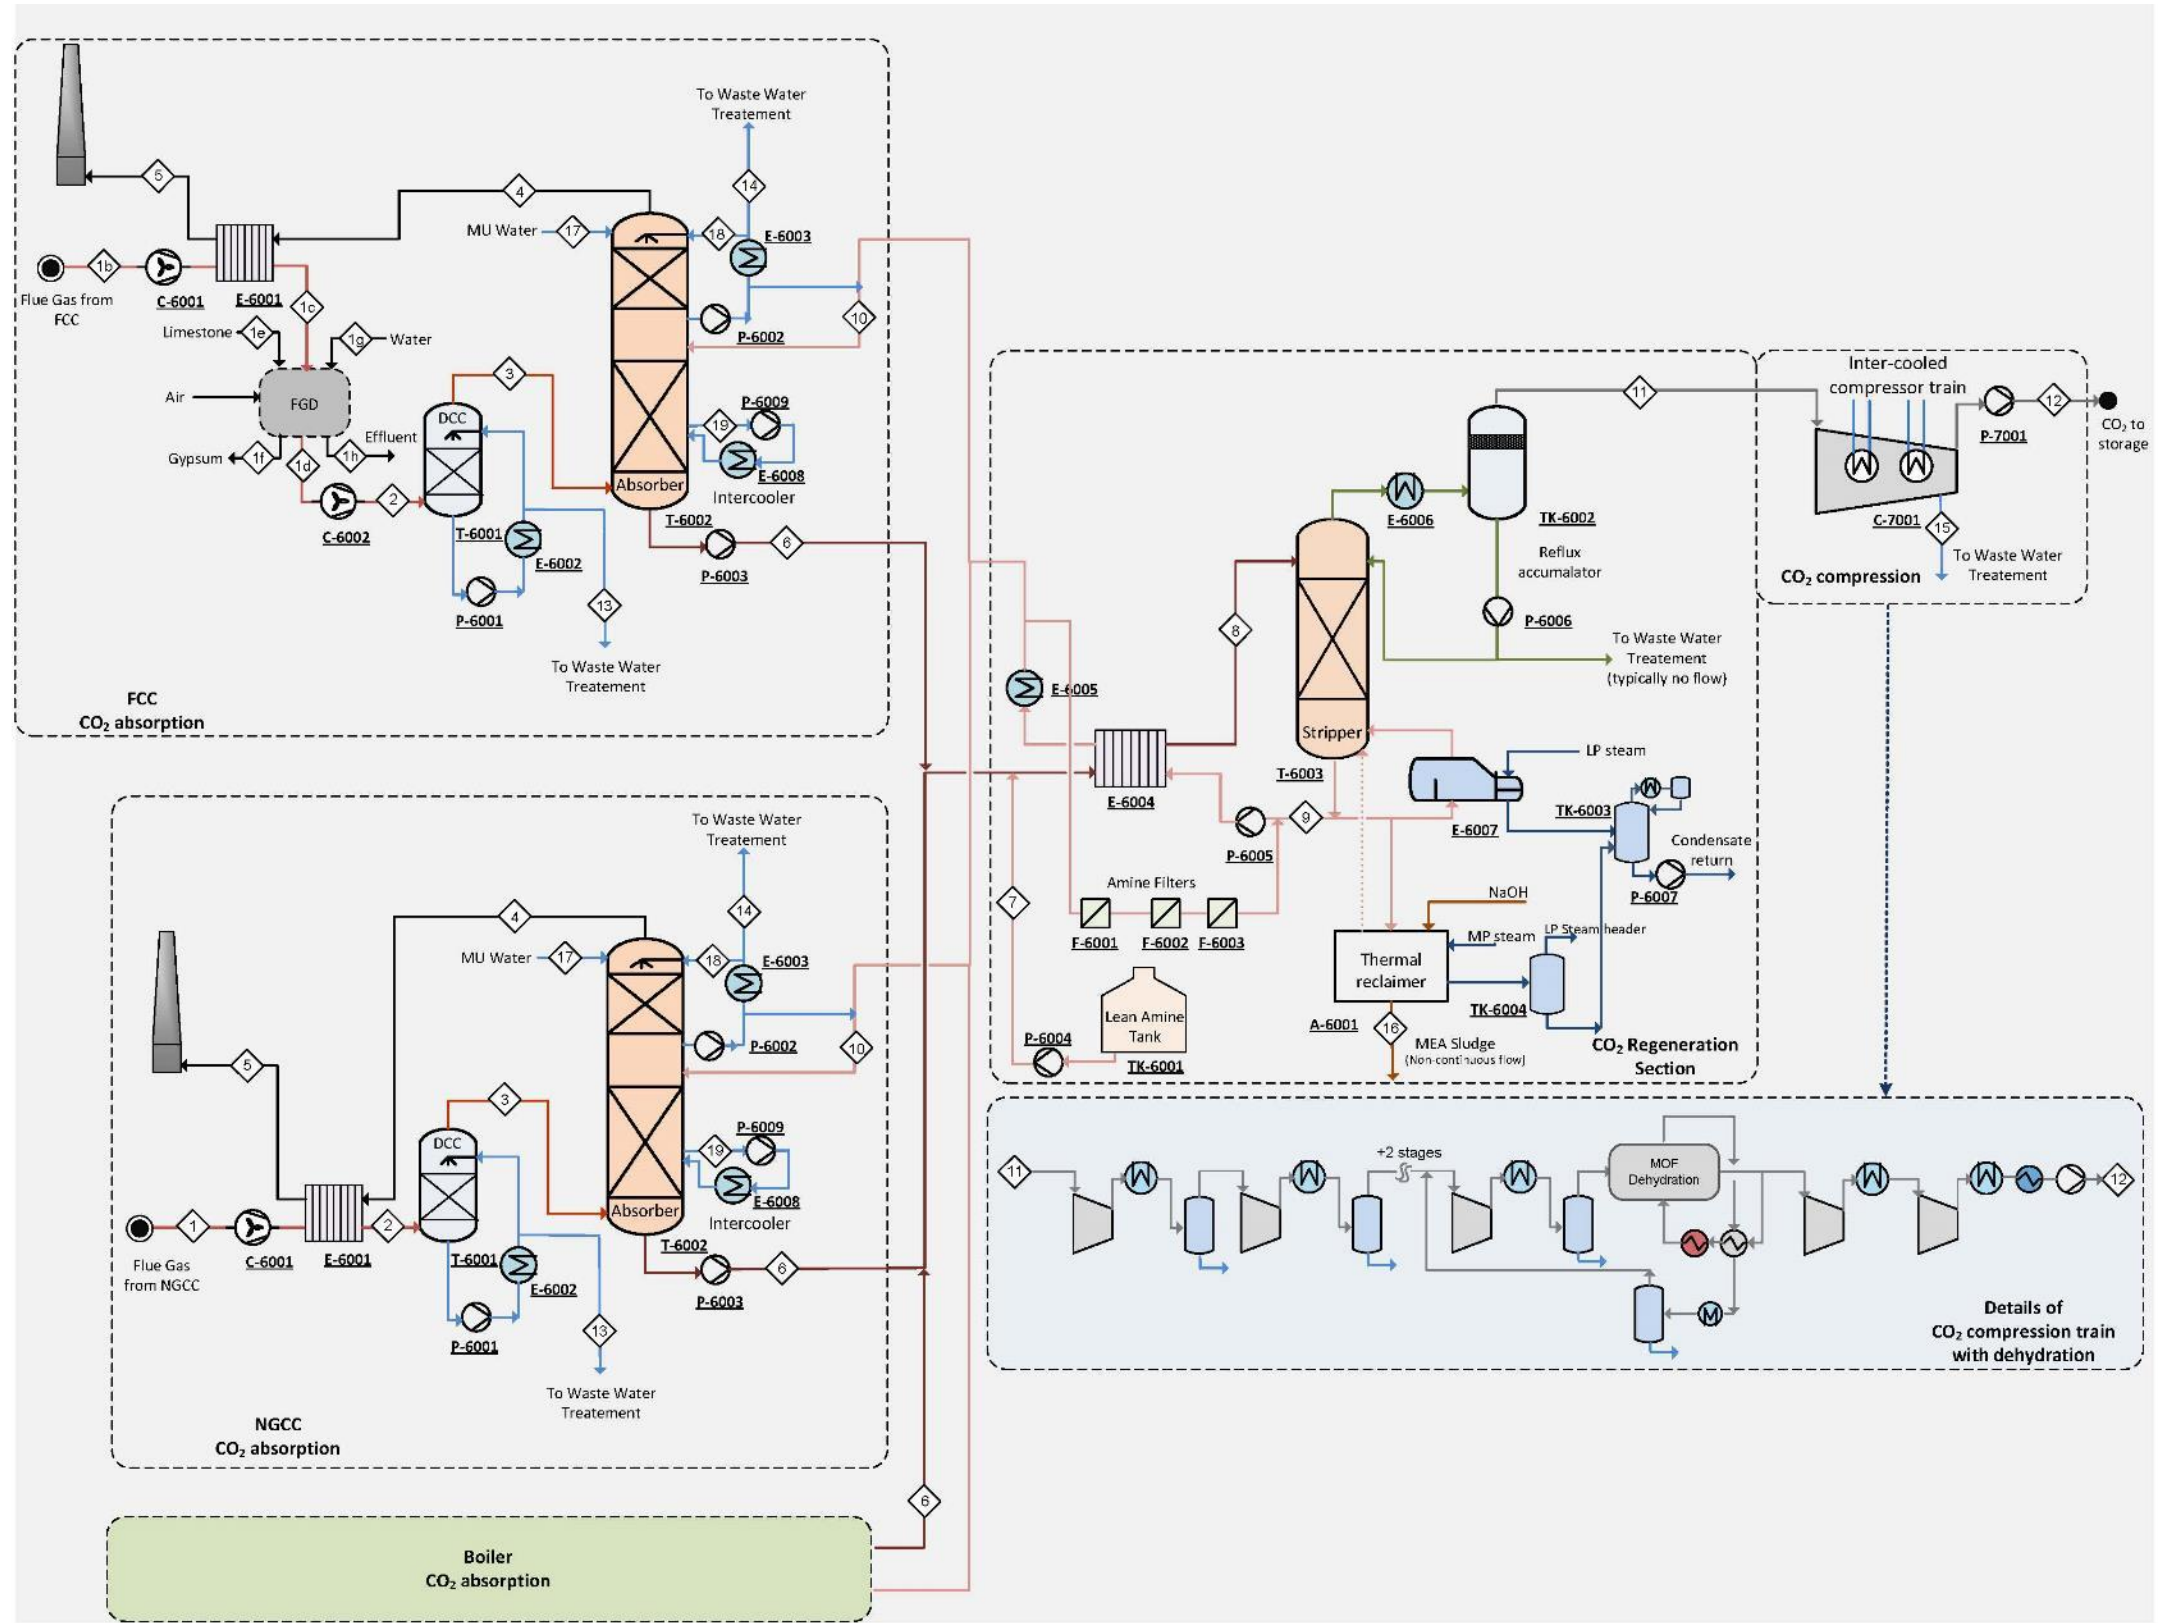 To Waste Water
Treatement
5
4
14
MU Water
17
18
E-6003
1b
C-6001
E-6001
Flue Gas from
FCC
1c
10
P-6002
Limestone
1e
1g
Water
Air
FGD
3
DCC
P-6009
19
E-6008
Intercooler
Effluent
Gypsum
1f
1d
1h
Absorber
C-6002
2
T-6001
E-6002
T-6002
P-6003
6
P-6001
13
To Waste Water
Treatement
FCC
CO2 absorption
To Waste Water
Treatement
4
14
MU Water
17
18
E-6003
5
P-6002
10
3
DCC
P-6009
19
E-6008
Intercooler
Absorber
1
2
C-6001
E-6001
Flue Gas
from NGCC
T-6001
E-6002
T-6002
P-6003
6
P-6001
13
To Waste Water
Treatement
NGCC
CO2 absorption
6
Boiler
CO2 absorption
11
E-6006
TK-6002
Reflux
accumalator
8
P-6006
To Waste Water
Treatement
(typically no flow)
E-6005
Stripper
T-6003
E-6004
LP steam
E-6007
TK-6003
Condensate
return
P-6007
9
P-6005
7
Amine Filters
F-6001
F-6002
F-6003
NaOH
MP steam
LP Steam header
Thermal
reclaimer
TK-6004
A-6001
16
MEA Sludge
(Non-continuous flow)
Lean Amine
Tank
P-6004
TK-6001
CO2 Regeneration
Section
Inter-cooled
compressor train
P-7001
12
CO2 to
storage
C-7001
15
To Waste Water
Treatement
CO2 compression
11
+2 stages
MOF
Dehydration
12
Details of
CO2 compression train
with dehydration